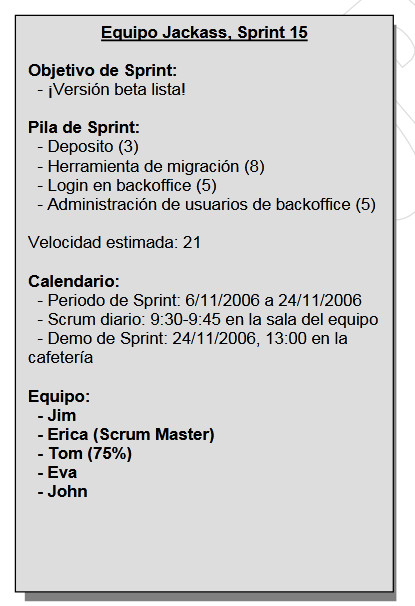 Equipo Jackass, Sprint 15
Objetivo de Sprint:
- ¡Versión beta lista!
Pila de Sprint:
- Deposito (3)
- Herramienta de migración (8)
- Login en backoffice (5)
- Administración de usuarios de backoffice (5)
Velocidad estimada: 21
Calendario:
- Periodo de Sprint: 6/11/2006 a 24/11/2006
- Scrum diario: 9:30-9:45 en la sala del equipo
- Demo de Sprint: 24/11/2006, 13:00 en la
cafetería
Equipo:
- Jim
- Erica (Scrum Master)
- Tom (75%)
- Eva
- John